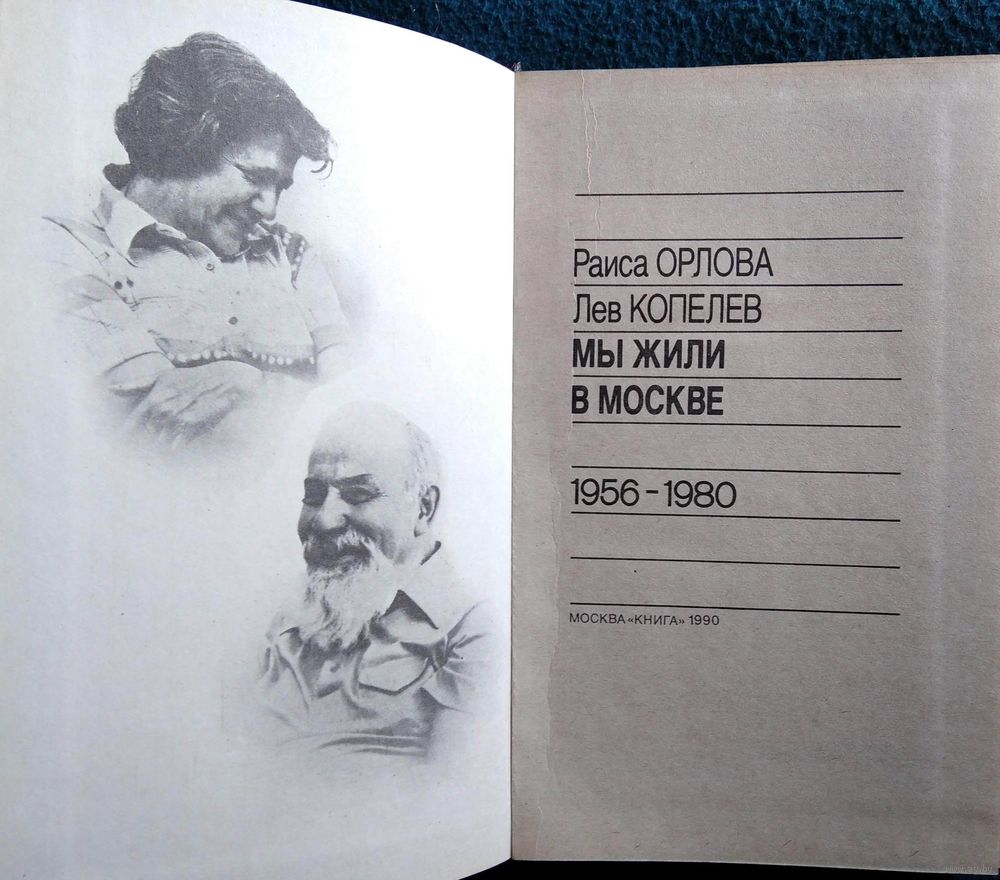 Раиса ОРЛОВА
Лев КОПЕЛЕВ
МЫ ЖИЛИ
В МОСКВЕ
1956-1980
МОСКВА «КНИГА» 1990